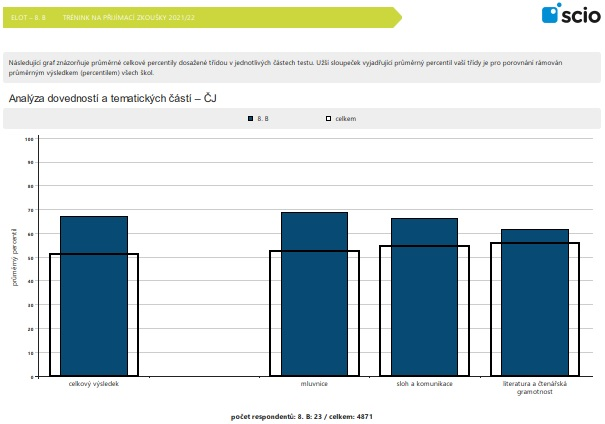 ELOT – 8. B TRÉNINK NA PŘIJÍMACÍ ZKOUŠKY 2021/22
scio
Následující graf znázorňuje průměrné celkové percentily dosažené třídou v jednotlivých částech testu. Užší sloupeček vyjadřující průměrný percentil vaší třídy je pro porovnání rámován
průměrným výsledkem (percentilem) všech škol.
Analýza dovedností a tematických částí – ČJ
8. B celkem
100
90
80
70
60
50
40
30
20
10
0
průměrný percentil
celkový výsledek mluvnice sloh a komunikace literatura a čtenářská
gramotnost
počet respondentů: 8. B: 23 / celkem: 4871